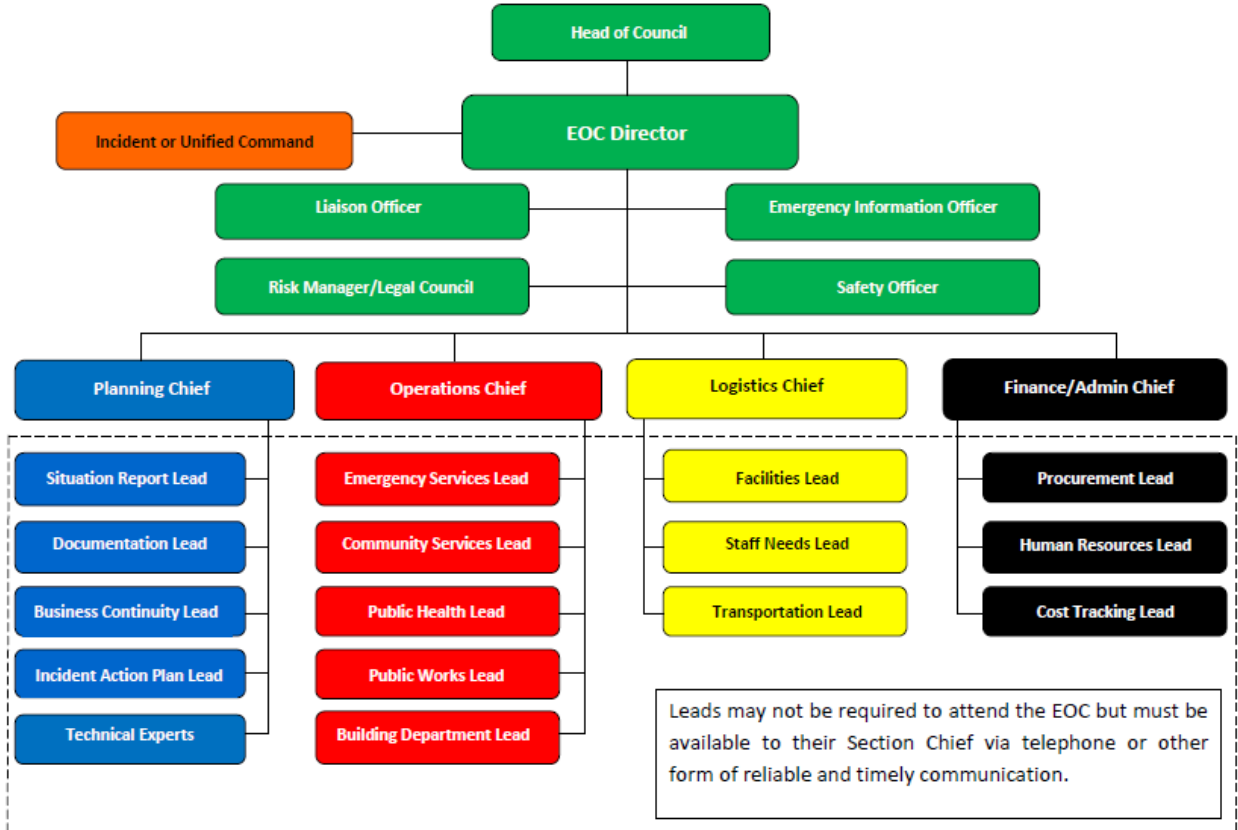 Head of Council
EOC Director
Incident or Unified Command
Liaison Officer
Emergency Information Officer
Risk Manager/Legal Council
Safety Officer
Planning Chief
Operations Chief
Logistics Chief
Finance/Admin Chief
Situation Report Lead
Emergency Services Lead
Facilities Lead
Procurement Lead
Documentation Lead
Community Services Lead
Staff Needs Lead
Human Resources Lead
Business Continuity Lead
Public Health Lead
Transportation Lead
Cost Tracking Lead
Incident Action Plan Lead
Public Works Lead
Technical Experts
Building Department Lead
Leads may not be required to attend the EOC but must be
available to their Section Chief via telephone or other
form of reliable and timely communication.